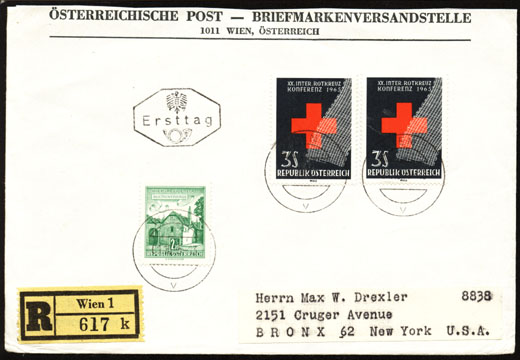 ÖSTERREICHISCHE POST — BRIEFMARKENVERSANDSTELLE
1011 WIEN, ÖSTERREICH
Ersttag
XX. INTER. ROTKREUZ
KONFERENZ 1965
3S
REPUBLIK ÖSTERREICH
XX. INTER. ROTKREUZ
KONFERENZ 1965
3S
REPUBLIK ÖSTERREICH
V
V
REPUBLIK ÖSTERREICH
V
R
Wien 1
617 k
Herrn Max W. Drexler 8838
2151 Cruger Avenue
BRONX 62 New York U.S.A.